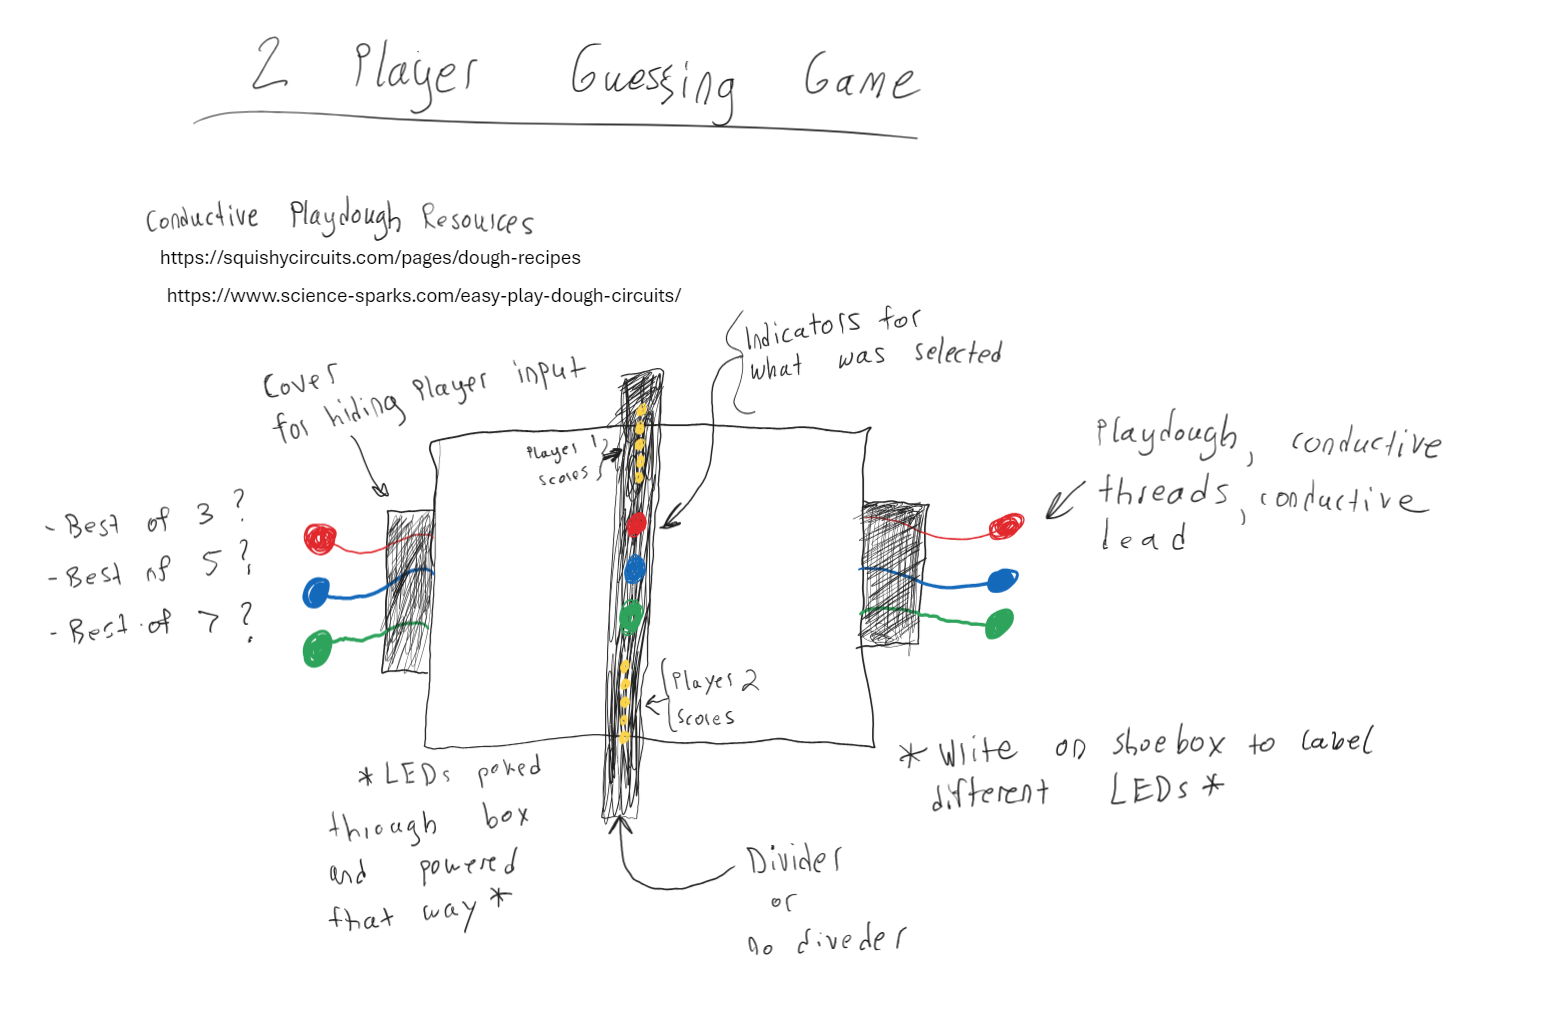 2 Player Guessing Game
Conductive Playdough Resources
https://squishycircuits.com/pages/dough-recipes
https://www.science-sparks.com/easy-play-dough-circuits/
Indicators for
what was selected
Cover
for hiding Player input
Player 1
scores
Playdough, conductive
threads, conductive
lead
- Best of 3 ?
- Best of 5 ?
- Best of 7 ?
Player 2
scores
* LEDs poked
through box
and powered
that way *
* Write on shoebox to label
different LEDs *
Divider
or
no diveder